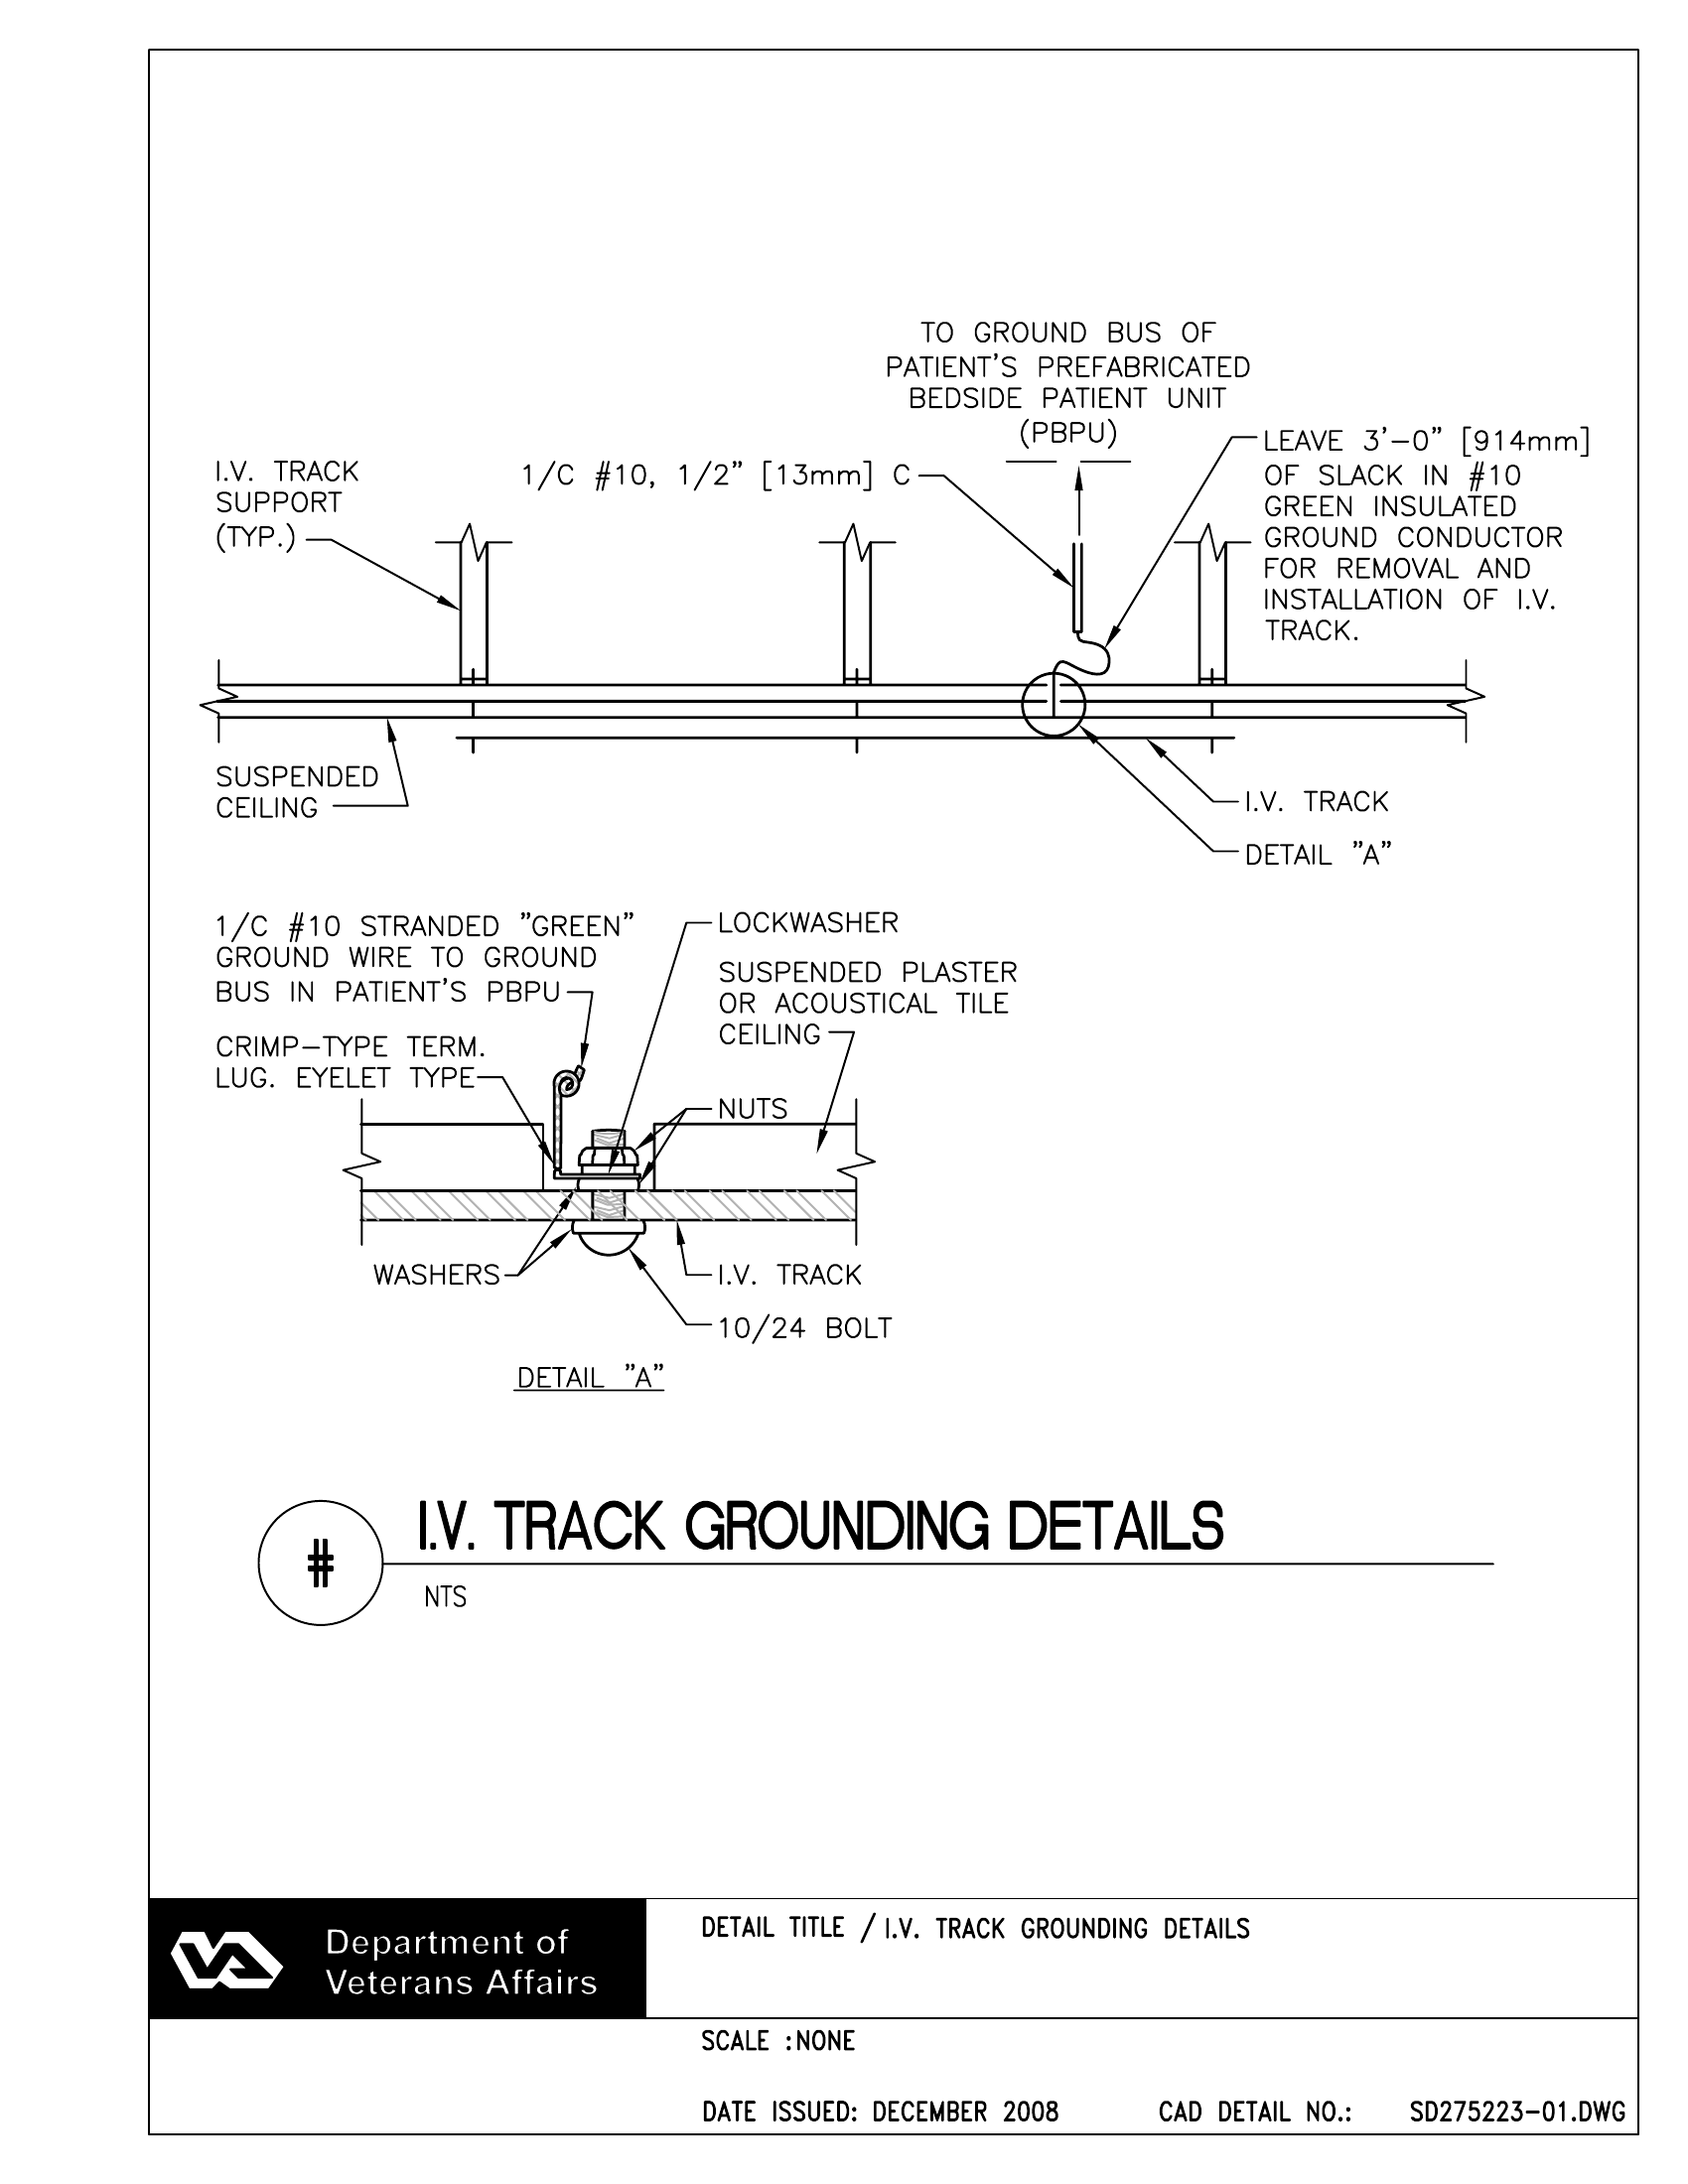 TO GROUND BUS OF
PATIENT'S PREFABRICATED
BEDSIDE PATIENT UNIT
(PBPU)
LEAVE 3'-0" [914mm]
OF SLACK IN #10
GREEN INSULATED
GROUND CONDUCTOR
FOR REMOVAL AND
INSTALLATION OF I.V.
TRACK.
1/C #10, 1/2" [13mm] C
I.V. TRACK
SUPPORT
(TYP.)
SUSPENDED
CEILING
I.V. TRACK
DETAIL "A"
1/C #10 STRANDED "GREEN"
GROUND WIRE TO GROUND
BUS IN PATIENT'S PBPU
CRIMP-TYPE TERM.
LUG. EYELET TYPE
LOCKWASHER
SUSPENDED PLASTER
OR ACOUSTICAL TILE
CEILING
NUTS
WASHERS
I.V. TRACK
10/24 BOLT
DETAIL "A"
#
I.V. TRACK GROUNDING DETAILS
NTS
VA
Department of
Veterans Affairs
DETAIL TITLE / I.V. TRACK GROUNDING DETAILS
SCALE :NONE
DATE ISSUED: DECEMBER 2008
CAD DETAIL NO.: SD275223-01.DWG